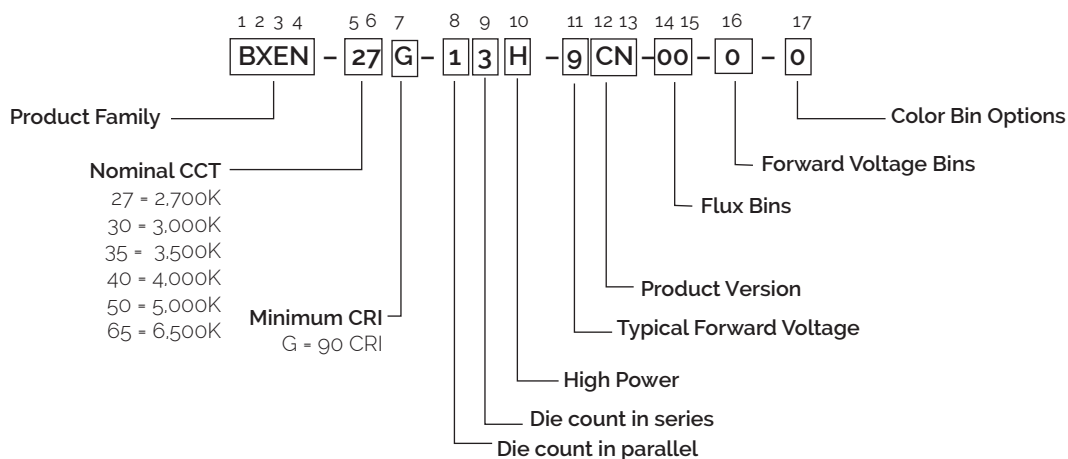 1 2 3 4 5 6 7 8 9 10 11 12 13 14 15 16 17
BXEN – 27 G – 1 3 H – 9 CN – 00 – 0 – 0
Product Family
Color Bin Options
Nominal CCT
27 = 2,700K
30 = 3,000K
35 = 3,500K
40 = 4,000K
50 = 5,000K
65 = 6,500K
Forward Voltage Bins
Flux Bins
Product Version
Minimum CRI
G = 90 CRI
Typical Forward Voltage
High Power
Die count in series
Die count in parallel